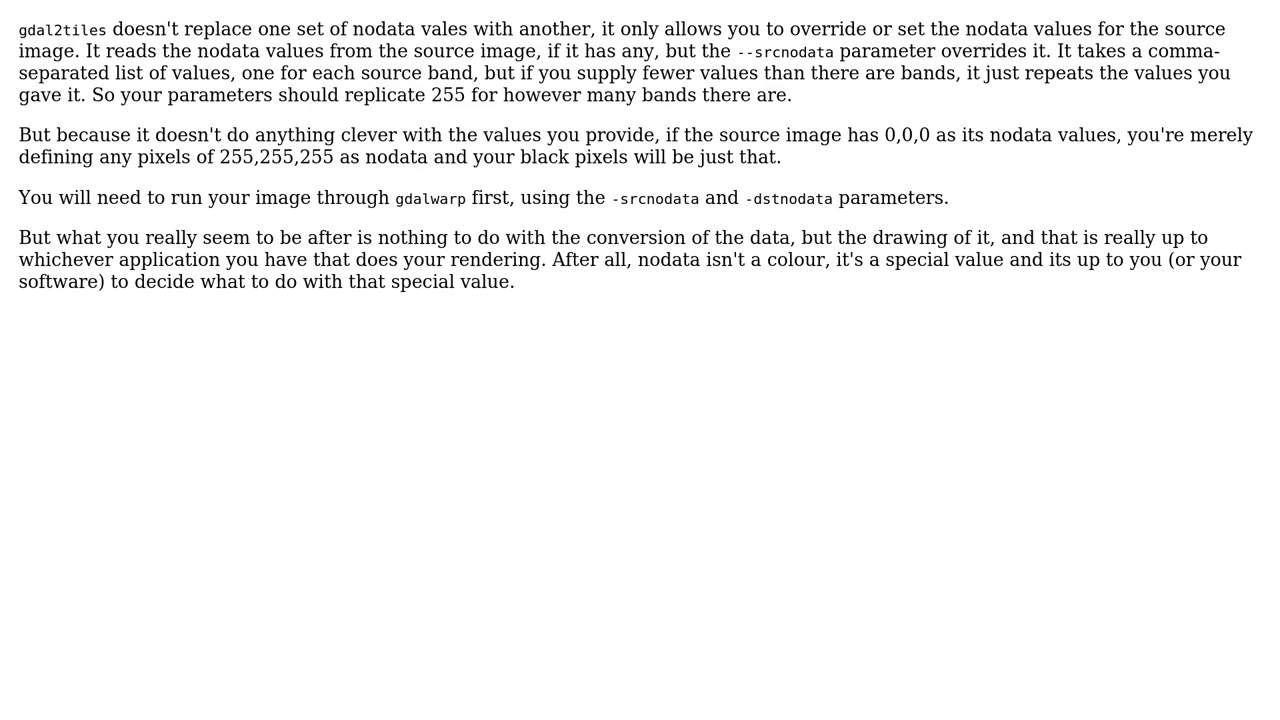 gdal2tiles doesn't replace one set of nodata vales with another, it only allows you to override or set the nodata values for the source
image. It reads the nodata values from the source image, if it has any, but the --srcnodata parameter overrides it. It takes a comma-
separated list of values, one for each source band, but if you supply fewer values than there are bands, it just repeats the values you
gave it. So your parameters should replicate 255 for however many bands there are.
But because it doesn't do anything clever with the values you provide, if the source image has 0,0,0 as its nodata values, you're merely
defining any pixels of 255,255,255 as nodata and your black pixels will be just that.
You will need to run your image through gdalwarp first, using the -srcnodata and -dstnodata parameters.
But what you really seem to be after is nothing to do with the conversion of the data, but the drawing of it, and that is really up to
whichever application you have that does your rendering. After all, nodata isn't a colour, it's a special value and its up to you (or your
software) to decide what to do with that special value.